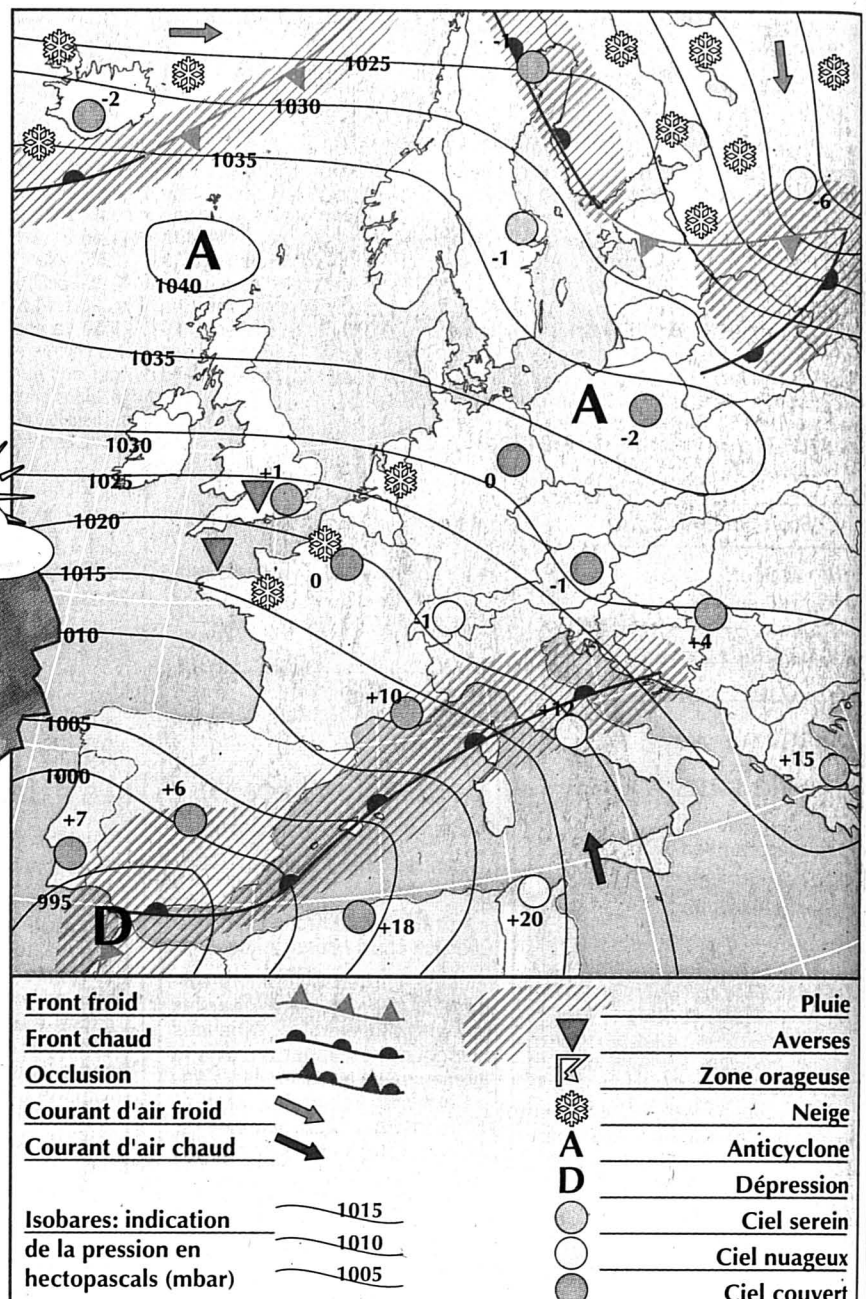 -1
1025
-2
1030
1035
-6
A
-1
1040
1035
A
-2
1030
+1
0
1025
1020
1015
0
-1
-1
1010
+4
+10
+12
1005
+15
1000
+6
+7
995
D
+18
+20
Front froid
Front chaud
Occlusion
Courant d'air froid
Courant d'air chaud
Isobares: indication
de la pression en
hectopascals (mbar)
1015
1010
1005
Pluie
Averses
Zone orageuse
Neige
A Anticyclone
D Dépression
Ciel serein
Ciel nuageux
Ciel couvert